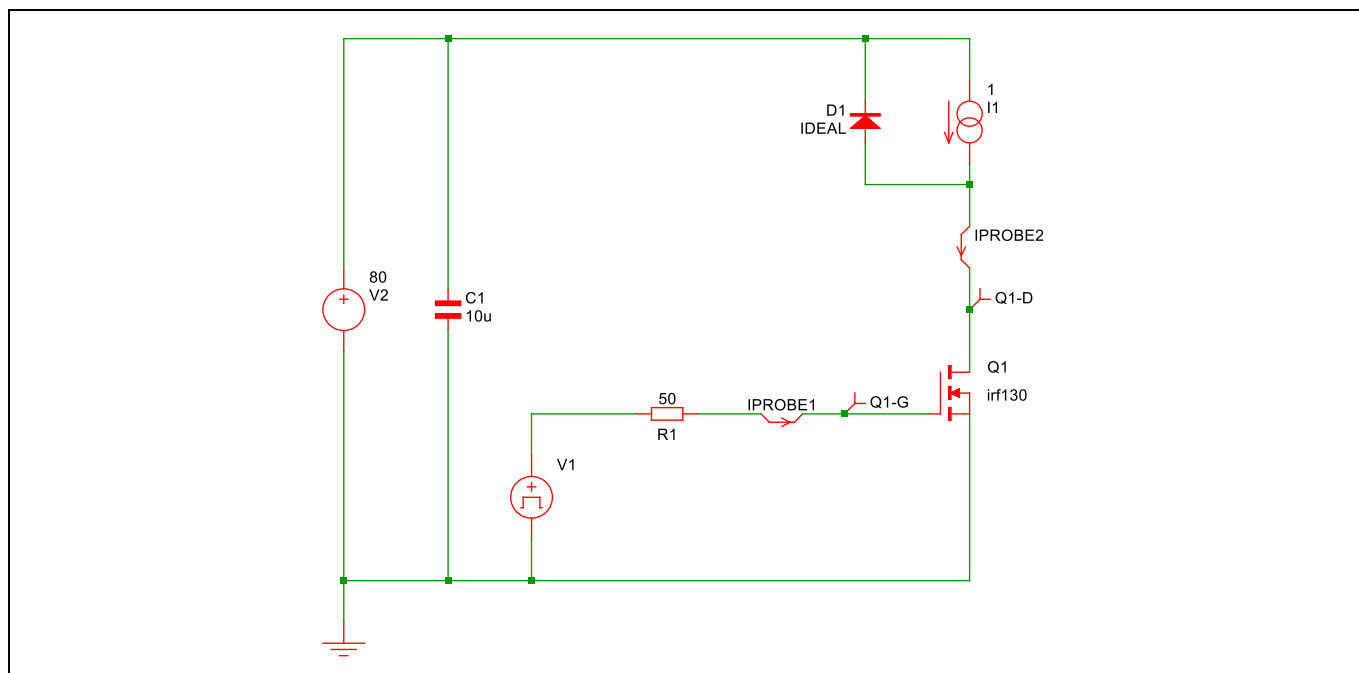 1
I1
D1
IDEAL
IPROBE2
80
V2
C1
10u
Q1-D
Q1
irf130
50
R1
IPROBE1
Q1-G
V1